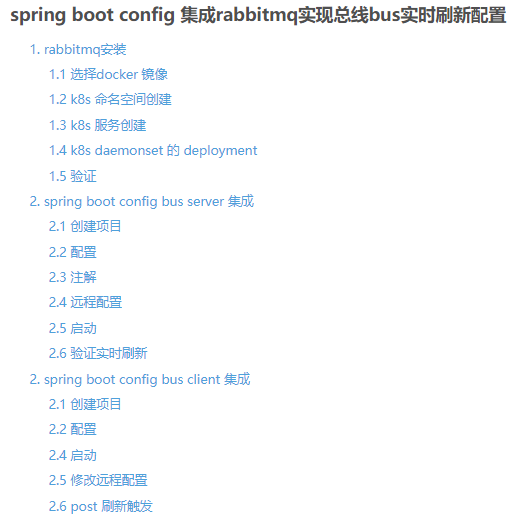 spring boot config 集成rabbitmq实现总线bus实时刷新配置
1. rabbitmq安装
1.1 选择docker 镜像
1.2 k8s 命名空间创建
1.3 k8s 服务创建
1.4 k8s daemonset 的 deployment
1.5 验证
2. spring boot config bus server 集成
2.1 创建项目
2.2 配置
2.3 注解
2.4 远程配置
2.5 启动
2.6 验证实时刷新
2. spring boot config bus client 集成
2.1 创建项目
2.2 配置
2.4 启动
2.5 修改远程配置
2.6 post 刷新触发